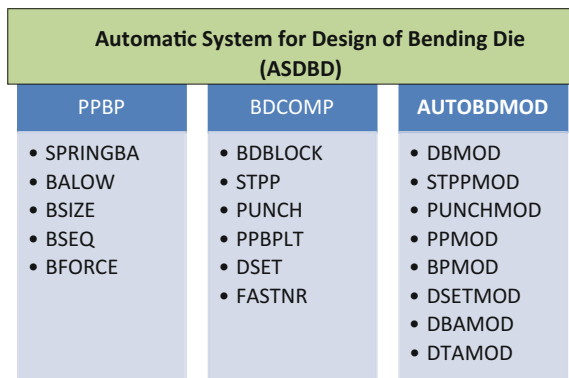 Automatic System for Design of Bending Die
(ASDBD)
PPBP
• SPRINGBA
• BALOW
• BSIZE
• BSEQ
• BFORCE
BDCOMP
• BDBLOCK
• STPP
• PUNCH
• PPBPLT
• DSET
• FASTNR
AUTOBDMOD
• DBMOD
• STPPMOD
• PUNCHMOD
• PPMOD
• BPMOD
• DSETMOD
• DBAMOD
• DTAMOD